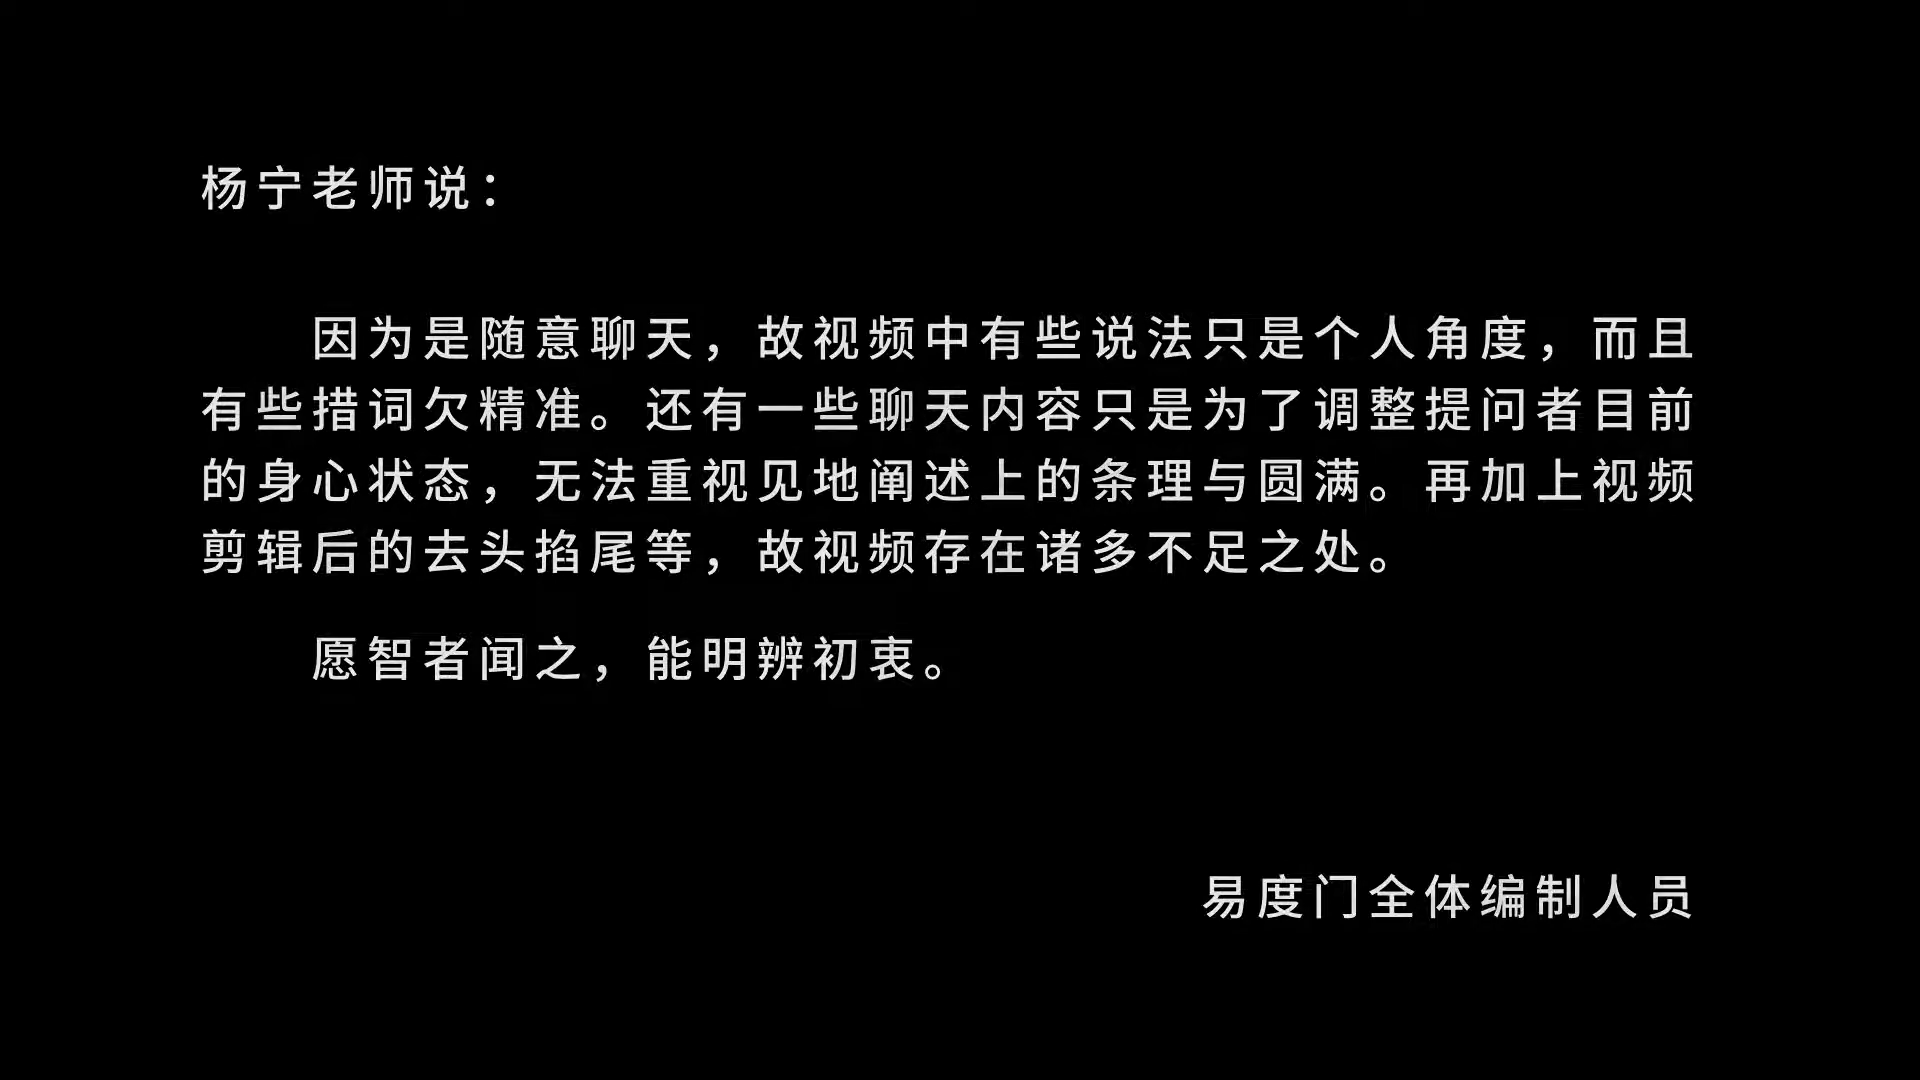 杨宁老师说：
因为是随意聊天，故视频中有些说法只是个人角度，而且
有些措词欠精准。还有一些聊天内容只是为了调整提问者目前
的身心状态，无法重视见地阐述上的条理与圆满。再加上视频
剪辑后的去头掐尾等，故视频存在诸多不足之处。
愿智者闻之，能明辨初衷。
易度门全体编制人员